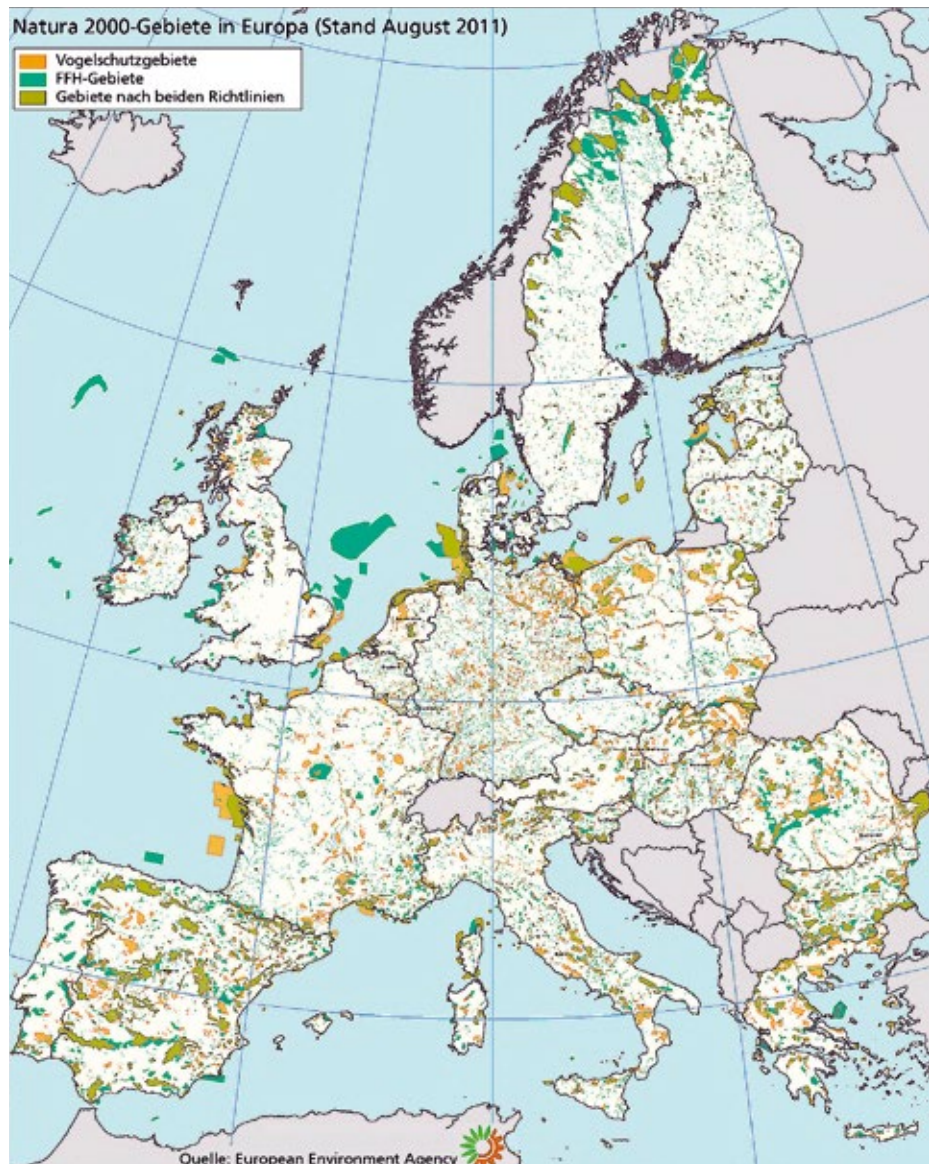 Natura 2000-Gebiete in Europa (Stand August 2011)
Vogelschutzgebiete
FFH-Gebiete
Gebiete nach beiden Richtlinien
Quelle: European Environment Agency